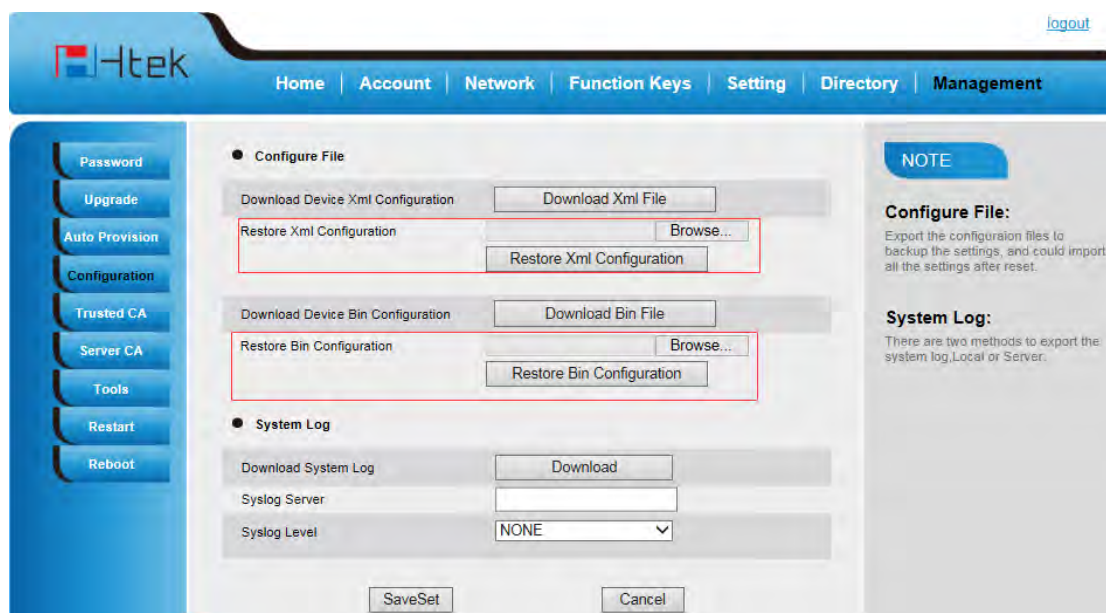 logout
Htek
Home | Account | Network | Function Keys | Setting | Directory | Management
Password
Upgrade
Auto Provision
Configuration
Trusted CA
Server CA
Tools
Restart
Reboot
Configure File
Download Device Xml Configuration Download Xml File
Restore Xml Configuration Browse...
Restore Xml Configuration
Download Device Bin Configuration Download Bin File
Restore Bin Configuration Browse...
Restore Bin Configuration
System Log
Download System Log Download
Syslog Server
Syslog Level NONE
SaveSet Cancel
NOTE
Configure File:
Export the configuraion files to
backup the settings, and could import
all the settings after reset.
System Log:
There are two methods to export the
system log,Local or Server.